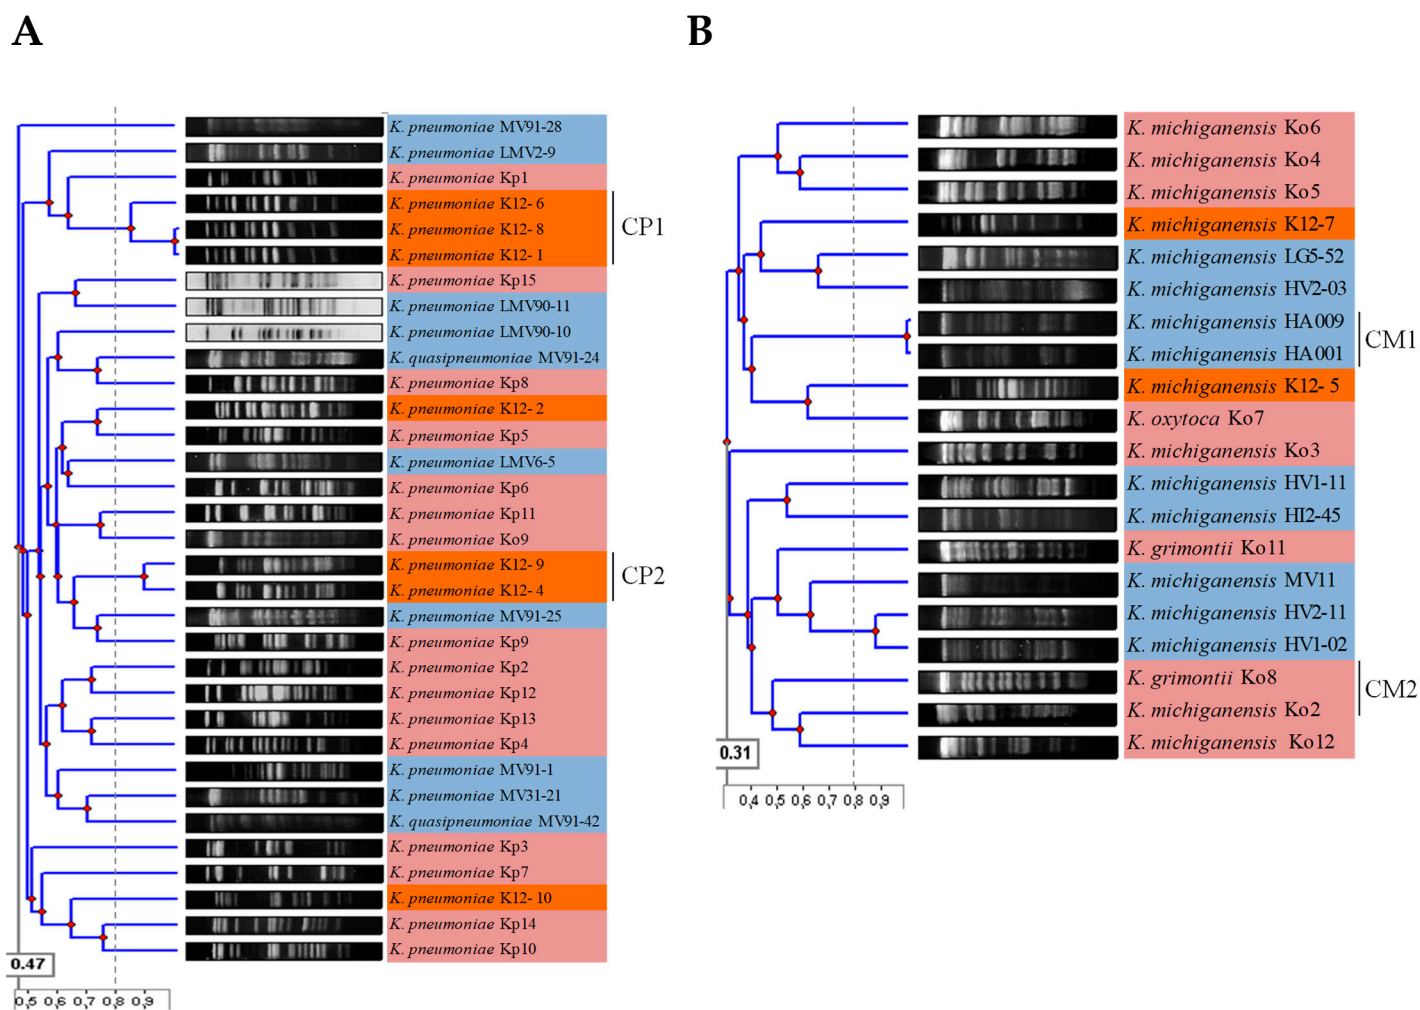 A
K. pneumoniae MV91-28
K. pneumoniae LMV2-9
K. pneumoniae Kp1
K. pneumoniae K12- 6
K. pneumoniae K12- 8
K. pneumoniae K12- 1
CP1
K. pneumoniae Kp15
K. pneumoniae LMV90-11
K. pneumoniae LMV90-10
K. quasipneumoniae MV91-24
K. pneumoniae Kp8
K. pneumoniae K12- 2
K. pneumoniae Kp5
K. pneumoniae LMV6-5
K. pneumoniae Kp6
K. pneumoniae Kp11
K. pneumoniae Ko9
K. pneumoniae K12- 9
K. pneumoniae K12- 4
CP2
K. pneumoniae MV91-25
K. pneumoniae Kp9
K. pneumoniae Kp2
K. pneumoniae Kp12
K. pneumoniae Kp13
K. pneumoniae Kp4
K. pneumoniae MV91-1
K. pneumoniae MV31-21
K. quasipneumoniae MV91-42
K. pneumoniae Kp3
K. pneumoniae Kp7
K. pneumoniae K12- 10
K. pneumoniae Kp14
K. pneumoniae Kp10
0.47
0,5 0,6 0,7 0,8 0,9
B
K. michiganensis Ko6
K. michiganensis Ko4
K. michiganensis Ko5
K. michiganensis K12-7
K. michiganensis LG5-52
K. michiganensis HV2-03
K. michiganensis HA009
K. michiganensis HA001
CM1
K. michiganensis K12- 5
K. oxytoca Ko7
K. michiganensis Ko3
K. michiganensis HV1-11
K. michiganensis HI2-45
K. grimontii Ko11
K. michiganensis MV11
K. michiganensis HV2-11
K. michiganensis HV1-02
K. grimontii Ko8
K. michiganensis Ko2
CM2
K. michiganensis Ko12
0.31
0,4 0,5 0,6 0,7 0,8 0,9